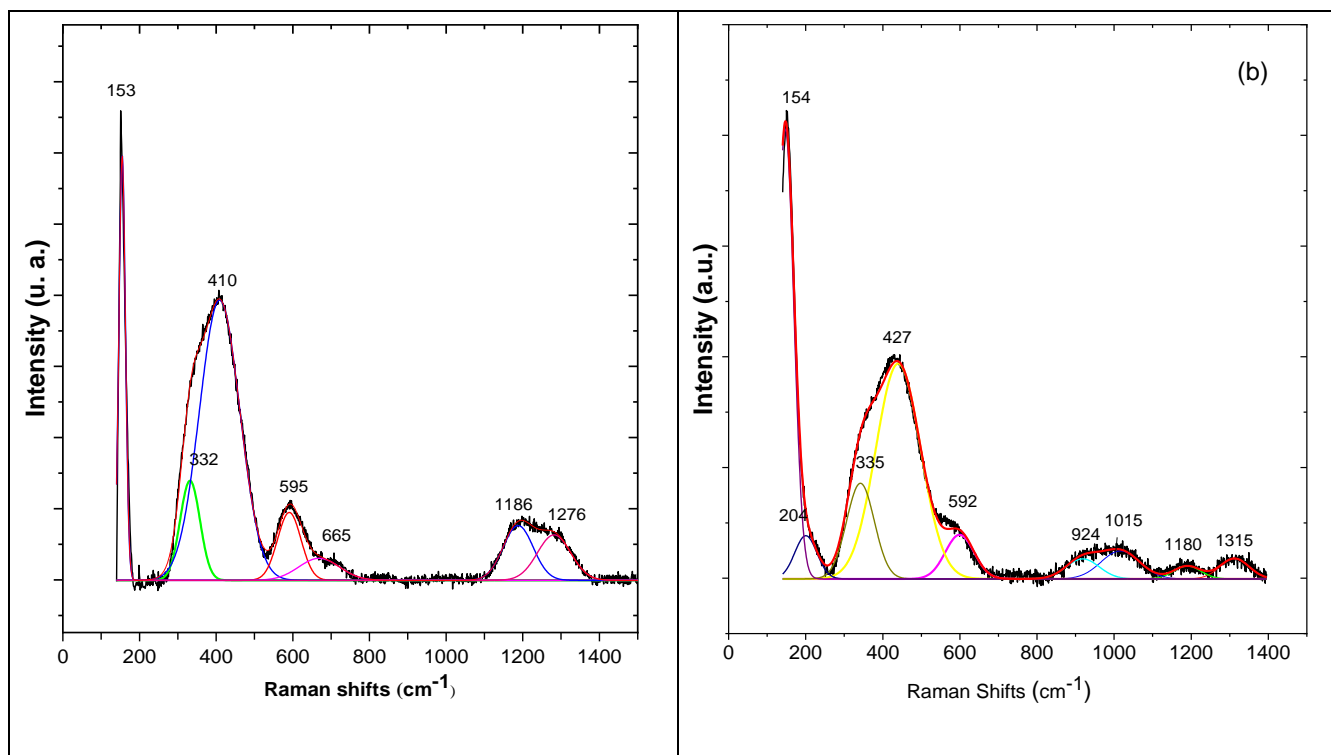 153
410
332
595
665
1186
1276
Intensity (u. a.)
0 200 400 600 800 1000 1200 1400
Raman shifts (cm⁻¹)
(b)
154
427
335
204
592
924
1015
1180
1315
Intensity (a.u.)
0 200 400 600 800 1000 1200 1400
Raman Shifts (cm⁻¹)